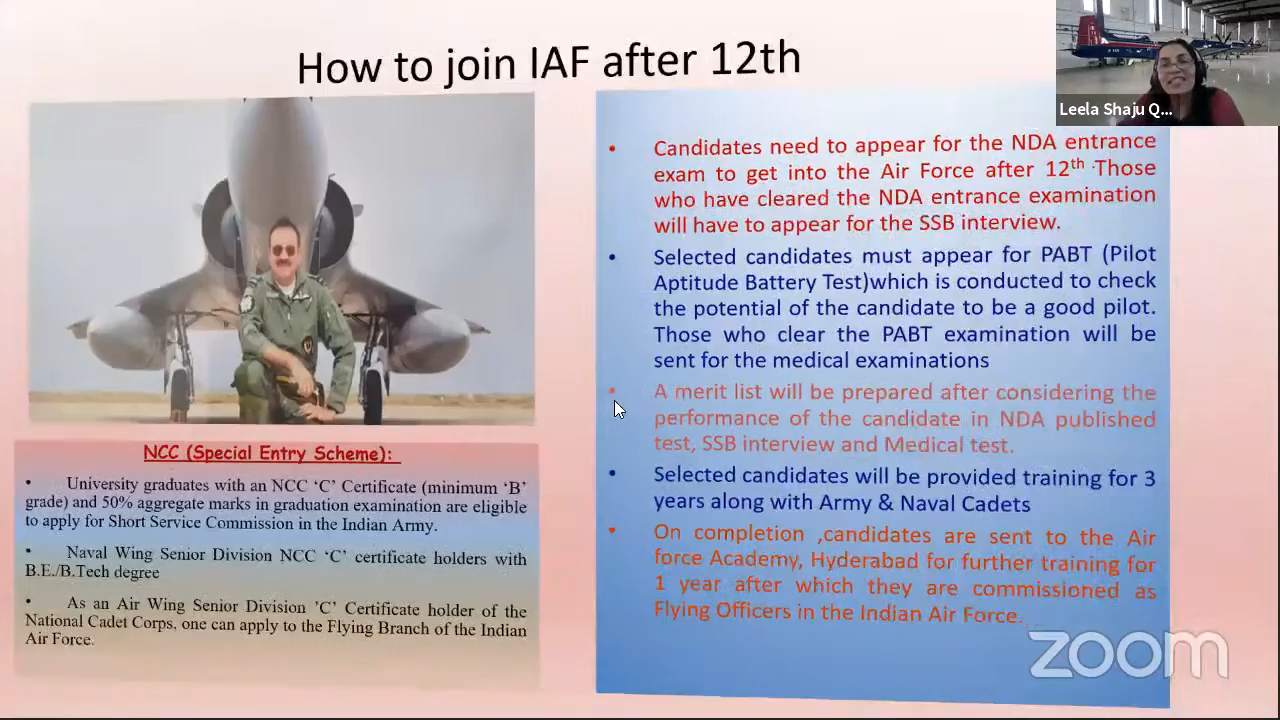 How to join IAF after 12th
Leela Shaju Q...
• Candidates need to appear for the NDA entrance
exam to get into the Air Force after 12th .Those
who have cleared the NDA entrance examination
will have to appear for the SSB interview.
• Selected candidates must appear for PABT (Pilot
Aptitude Battery Test)which is conducted to check
the potential of the candidate to be a good pilot.
Those who clear the PABT examination will be
sent for the medical examinations
• A merit list will be prepared after considering the
performance of the candidate in NDA published
test, SSB interview and Medical test.
• Selected candidates will be provided training for 3
years along with Army & Naval Cadets
• On completion ,candidates are sent to the Air
force Academy, Hyderabad for further training for
1 year after which they are commissioned as
Flying Officers in the Indian Air Force.
NCC (Special Entry Scheme):
• University graduates with an NCC ‘C’ Certificate (minimum ‘B’
grade) and 50% aggregate marks in graduation examination are eligible
to apply for Short Service Commission in the Indian Army.
• Naval Wing Senior Division NCC ‘C’ certificate holders with
B.E./B.Tech degree
• As an Air Wing Senior Division ’C’ Certificate holder of the
National Cadet Corps, one can apply to the Flying Branch of the Indian
Air Force.
zoom